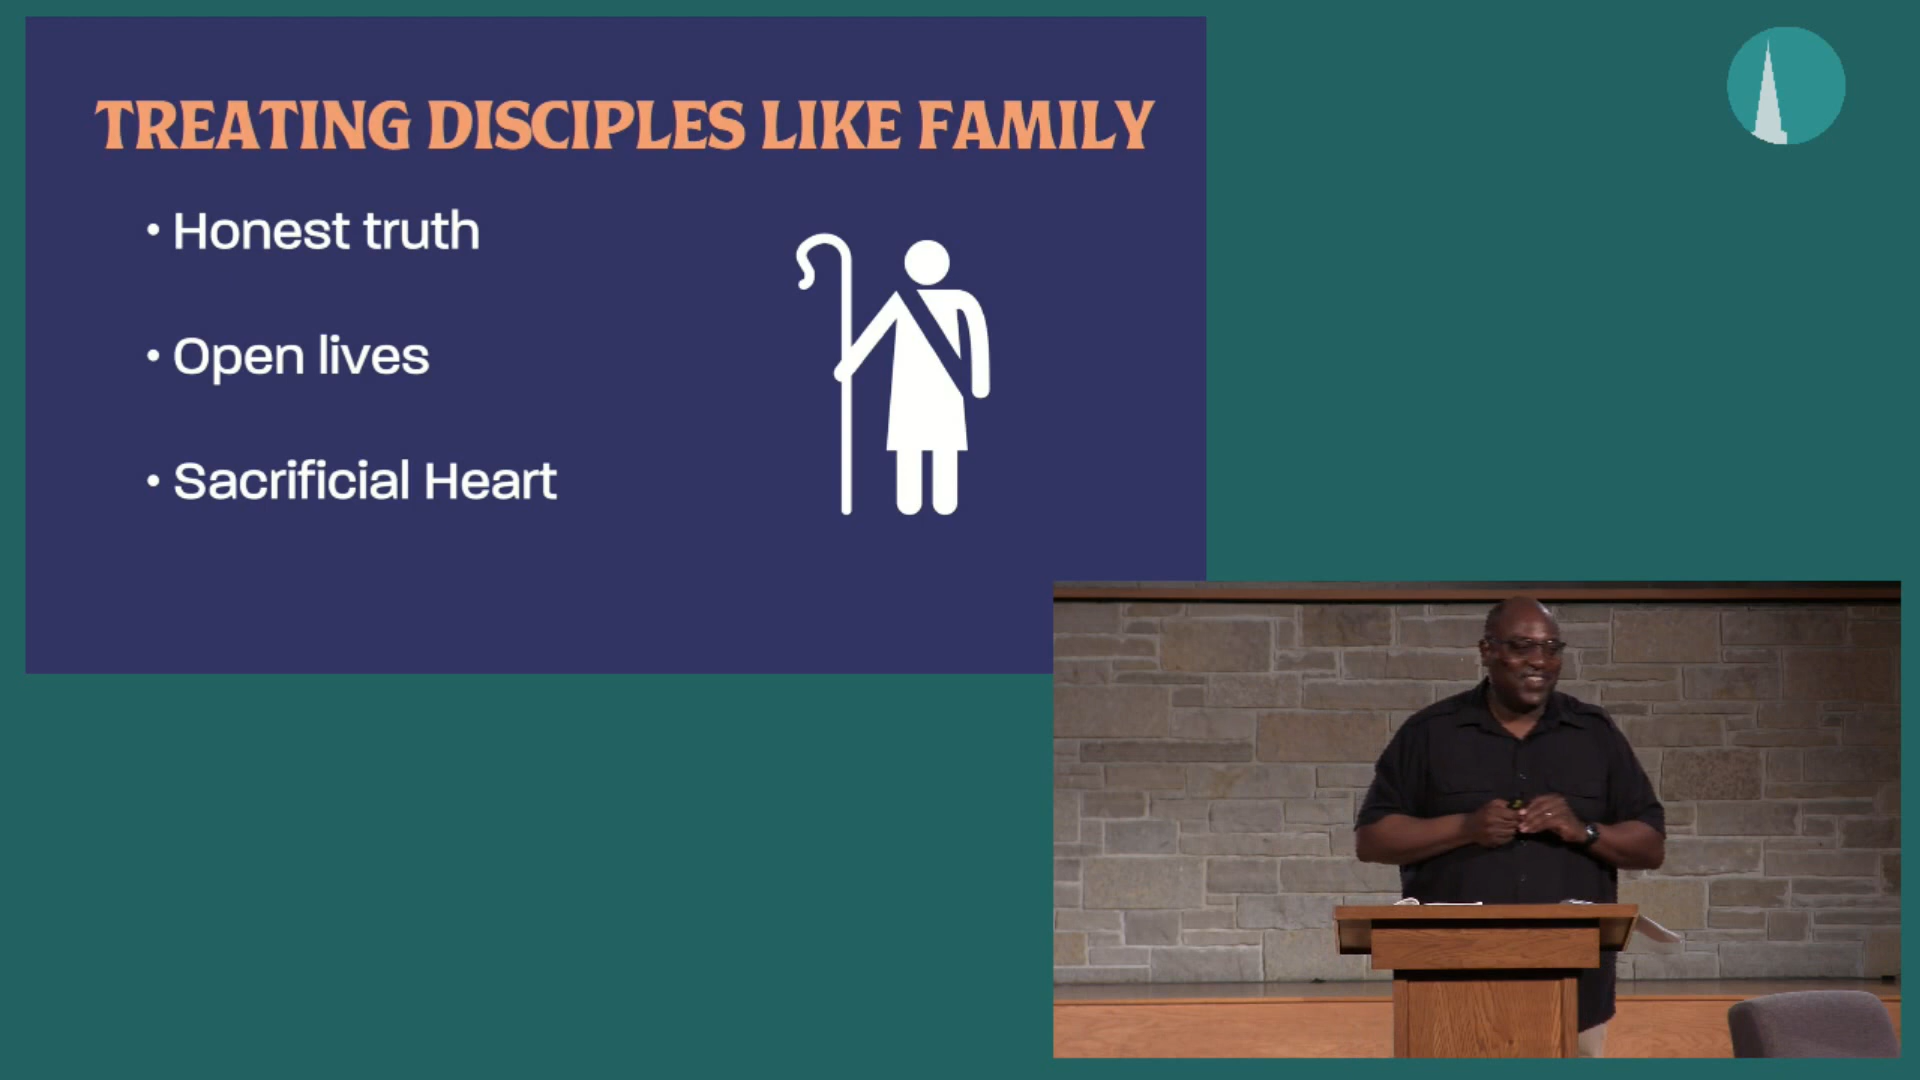 TREATING DISCIPLES LIKE FAMILY
• Honest truth
• Open lives
• Sacrificial Heart